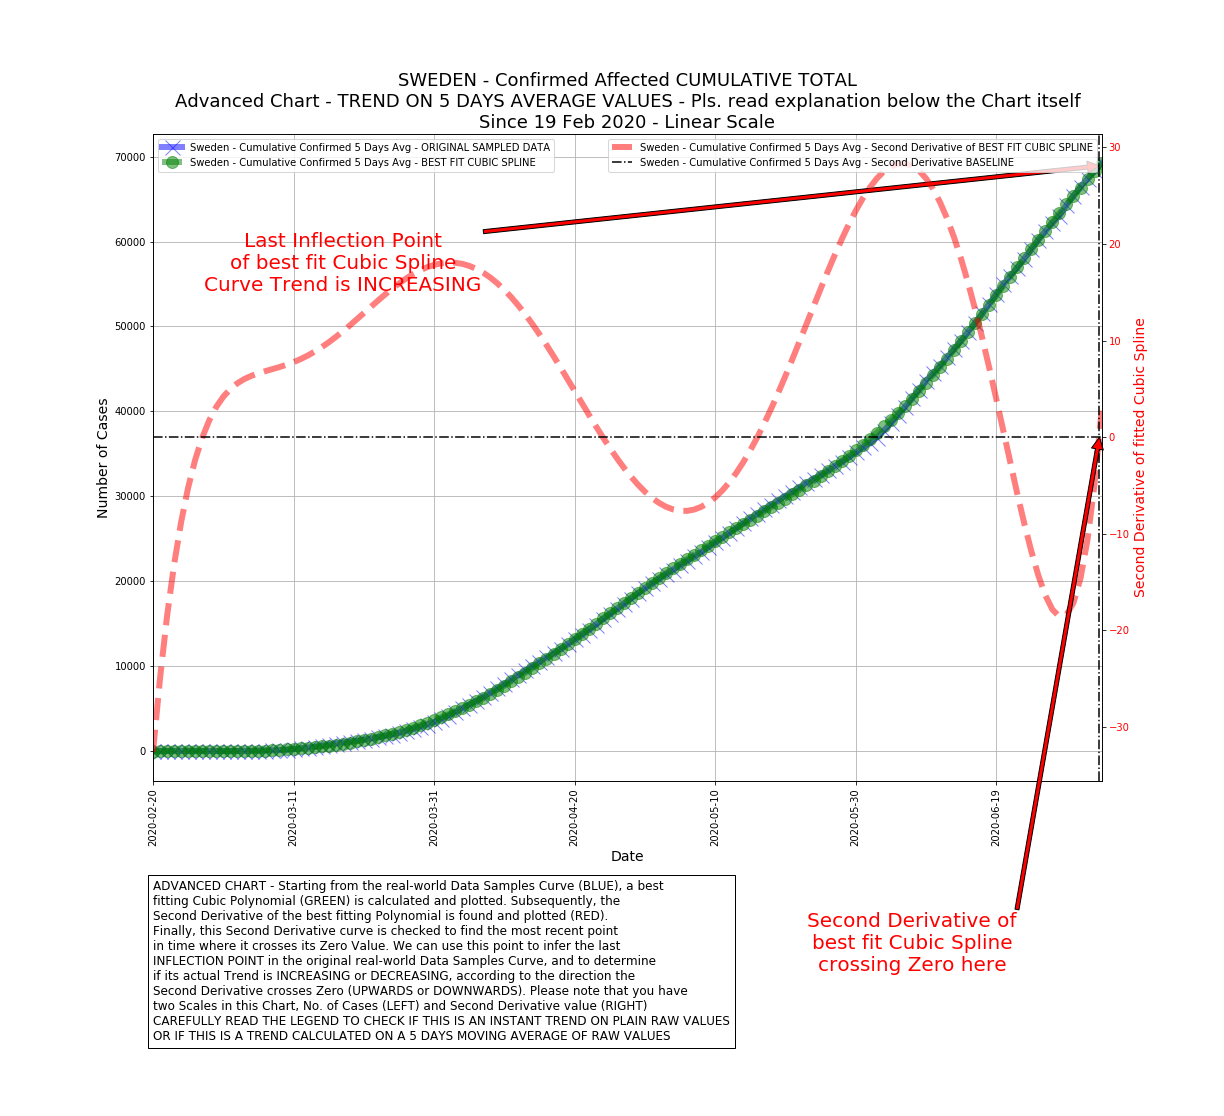 SWEDEN - Confirmed Affected CUMULATIVE TOTAL
Advanced Chart - TREND ON 5 DAYS AVERAGE VALUES - Pls. read explanation below the Chart itself
Since 19 Feb 2020 - Linear Scale
Sweden - Cumulative Confirmed 5 Days Avg - ORIGINAL SAMPLED DATA
Sweden - Cumulative Confirmed 5 Days Avg - BEST FIT CUBIC SPLINE
Sweden - Cumulative Confirmed 5 Days Avg - Second Derivative of BEST FIT CUBIC SPLINE
Sweden - Cumulative Confirmed 5 Days Avg - Second Derivative BASELINE
Last Inflection Point
of best fit Cubic Spline
Curve Trend is INCREASING
Number of Cases
70000
60000
50000
40000
30000
20000
10000
0
30
20
10
0
−10
−20
−30
Second Derivative of fitted Cubic Spline
2020-02-20
2020-03-11
2020-03-31
2020-04-20
2020-05-10
2020-05-30
2020-06-19
Date
ADVANCED CHART - Starting from the real-world Data Samples Curve (BLUE), a best
fitting Cubic Polynomial (GREEN) is calculated and plotted. Subsequently, the
Second Derivative of the best fitting Polynomial is found and plotted (RED).
Finally, this Second Derivative curve is checked to find the most recent point
in time where it crosses its Zero Value. We can use this point to infer the last
INFLECTION POINT in the original real-world Data Samples Curve, and to determine
if its actual Trend is INCREASING or DECREASING, according to the direction the
Second Derivative crosses Zero (UPWARDS or DOWNWARDS). Please note that you have
two Scales in this Chart, No. of Cases (LEFT) and Second Derivative value (RIGHT)
CAREFULLY READ THE LEGEND TO CHECK IF THIS IS AN INSTANT TREND ON PLAIN RAW VALUES
OR IF THIS IS A TREND CALCULATED ON A 5 DAYS MOVING AVERAGE OF RAW VALUES
Second Derivative of
best fit Cubic Spline
crossing Zero here